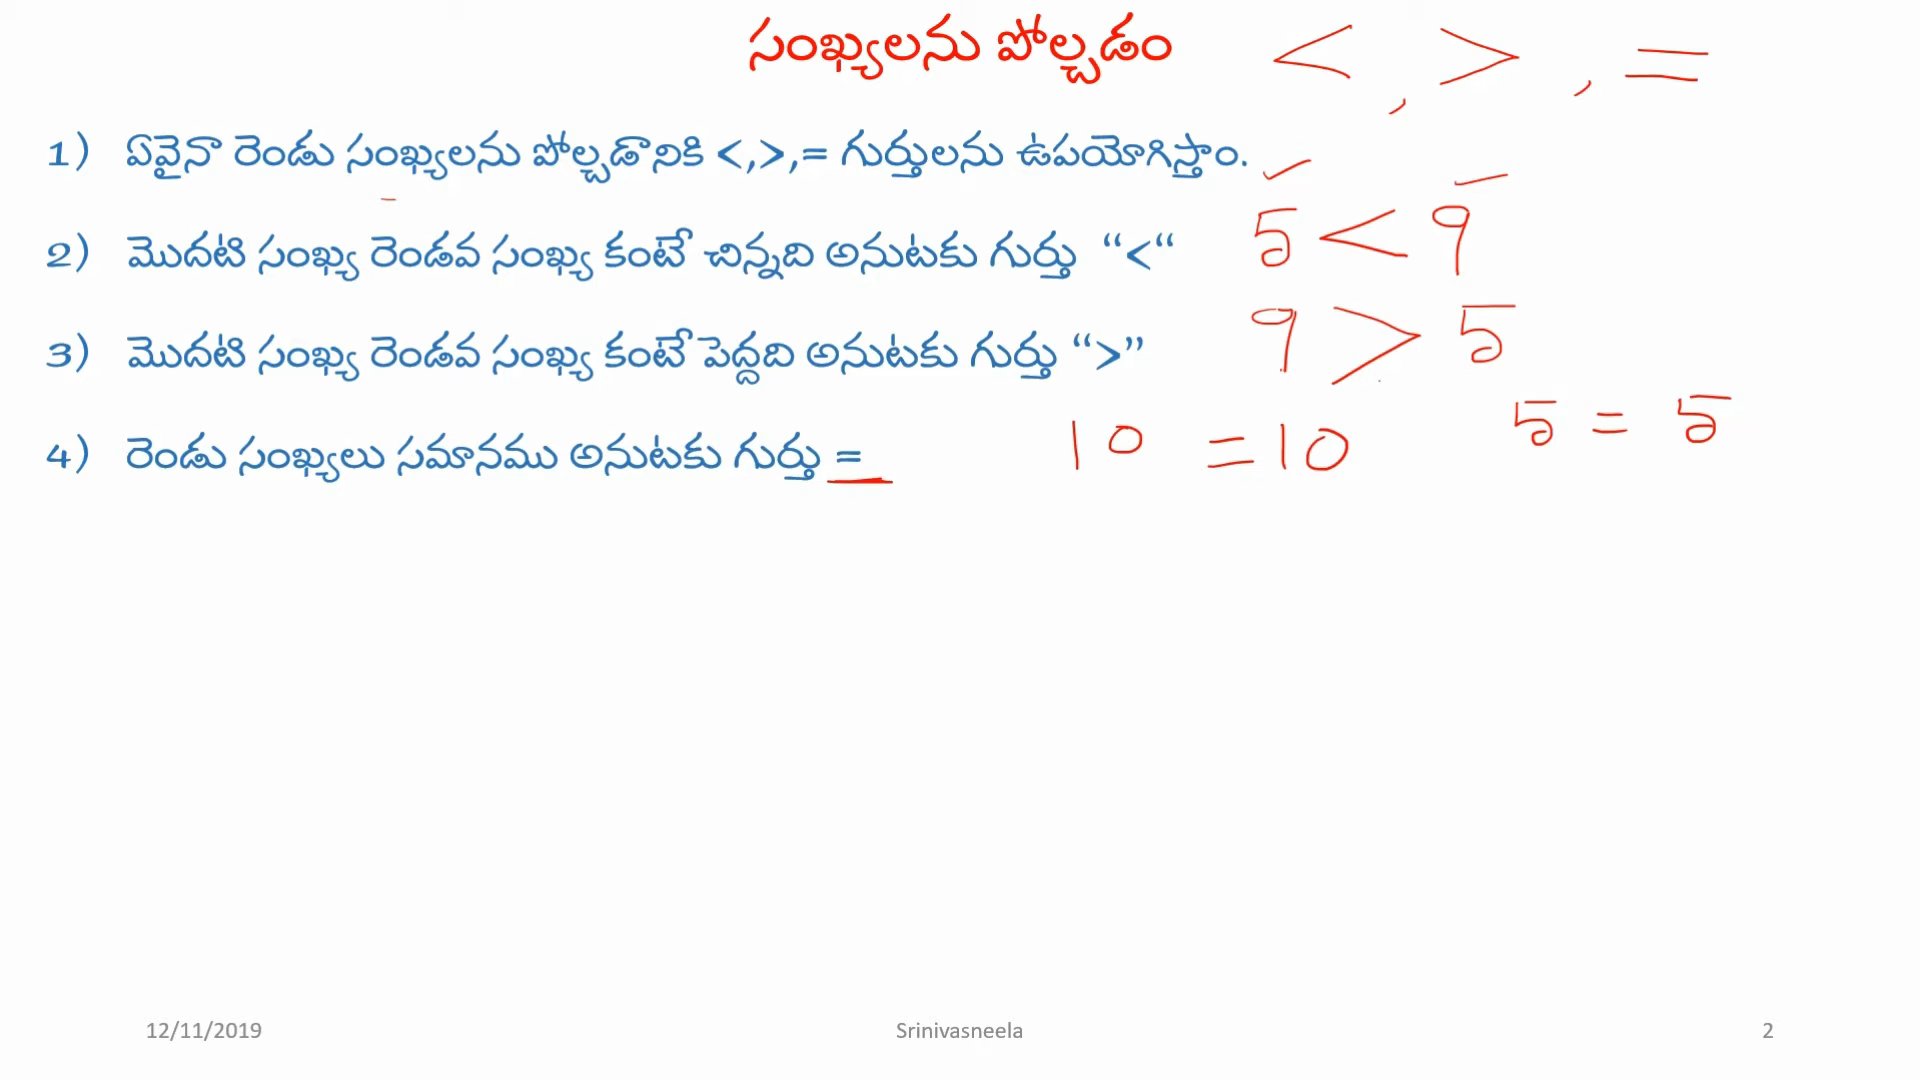 సంఖ్యలను పోల్చడం < , > , =
1) ఏవైనా రెండు సంఖ్యలను పోల్చడానికి <,>,= గుర్తులను ఉపయోగిస్తాం.
2) మొదటి సంఖ్య రెండవ సంఖ్య కంటే చిన్నది అనుటకు గుర్తు “<“ 5 < 9
3) మొదటి సంఖ్య రెండవ సంఖ్య కంటే పెద్దది అనుటకు గుర్తు “>” 9 > 5
4) రెండు సంఖ్యలు సమానము అనుటకు గుర్తు = 10 = 10 5 = 5
12/11/2019 Srinivasneela 2